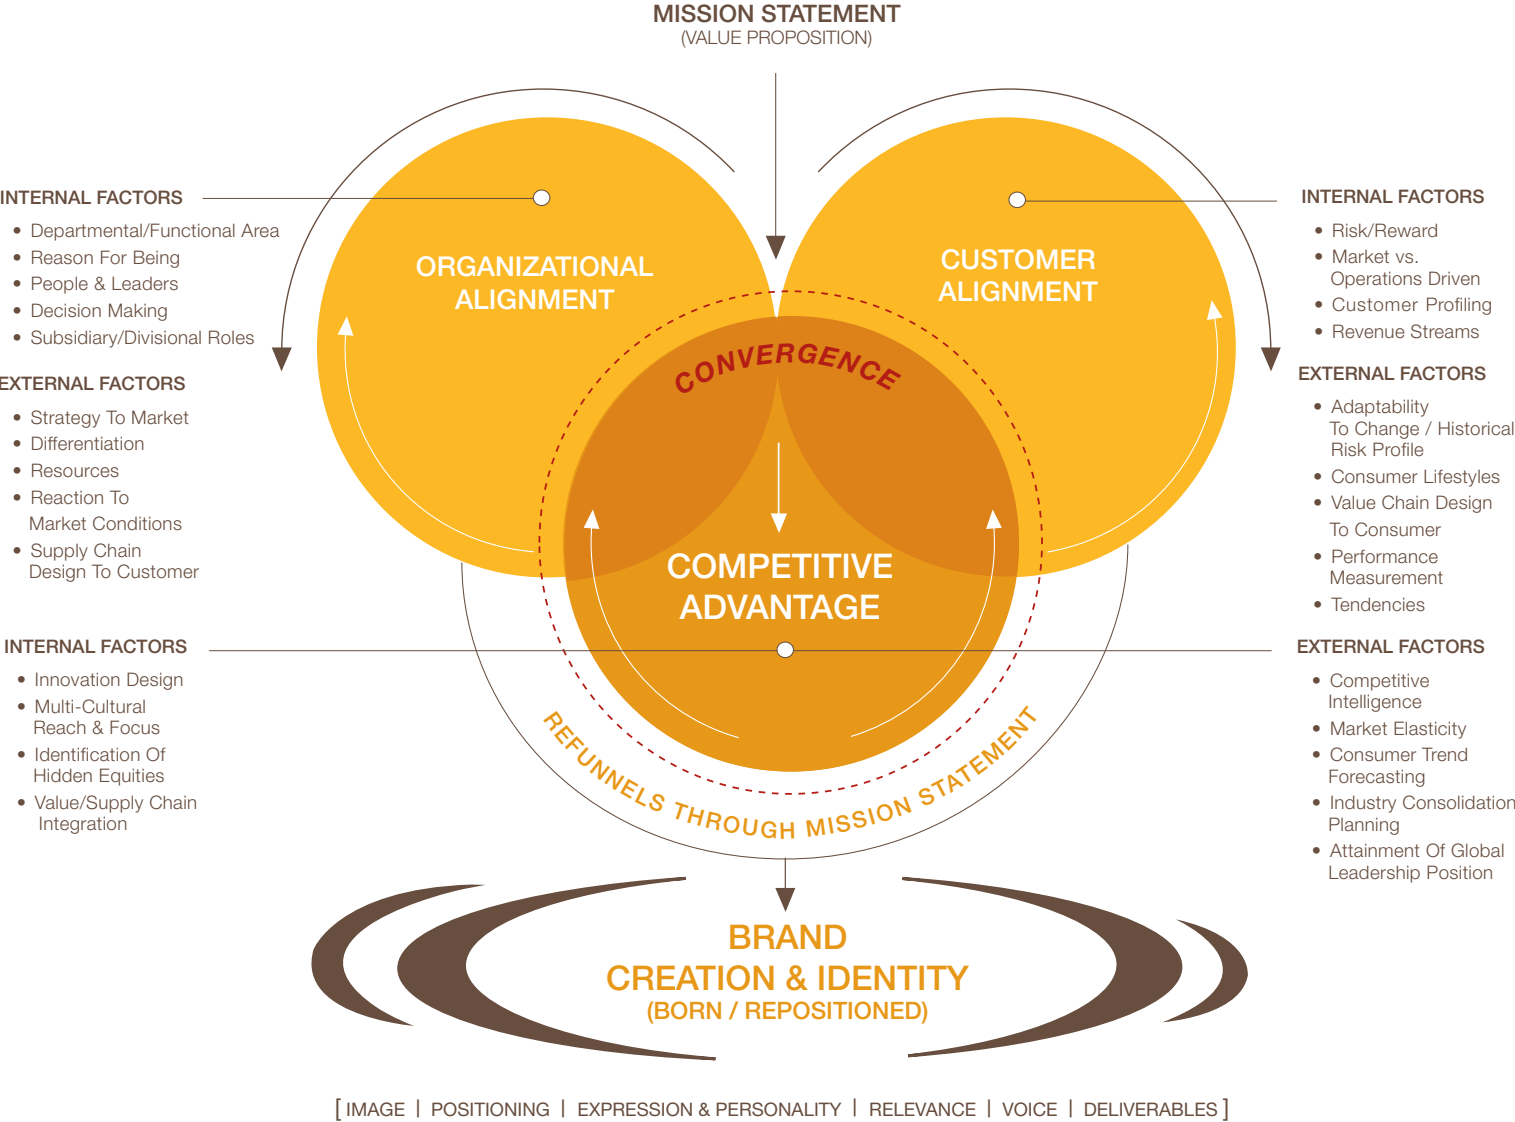 MISSION STATEMENT
(VALUE PROPOSITION)
INTERNAL FACTORS
• Departmental/Functional Area
• Reason For Being
• People & Leaders
• Decision Making
• Subsidiary/Divisional Roles
EXTERNAL FACTORS
• Strategy To Market
• Differentiation
• Resources
• Reaction To
Market Conditions
• Supply Chain
Design To Customer
INTERNAL FACTORS
• Innovation Design
• Multi-Cultural
Reach & Focus
• Identification Of
Hidden Equities
• Value/Supply Chain
Integration
ORGANIZATIONAL
ALIGNMENT
CUSTOMER
ALIGNMENT
CONVERGENCE
COMPETITIVE
ADVANTAGE
REFUNNELS THROUGH MISSION STATEMENT
INTERNAL FACTORS
• Risk/Reward
• Market vs.
Operations Driven
• Customer Profiling
• Revenue Streams
EXTERNAL FACTORS
• Adaptability
To Change / Historical
Risk Profile
• Consumer Lifestyles
• Value Chain Design
To Consumer
• Performance
Measurement
• Tendencies
EXTERNAL FACTORS
• Competitive
Intelligence
• Market Elasticity
• Consumer Trend
Forecasting
• Industry Consolidation
Planning
• Attainment Of Global
Leadership Position
BRAND
CREATION & IDENTITY
(BORN / REPOSITIONED)
[ IMAGE | POSITIONING | EXPRESSION & PERSONALITY | RELEVANCE | VOICE | DELIVERABLES ]